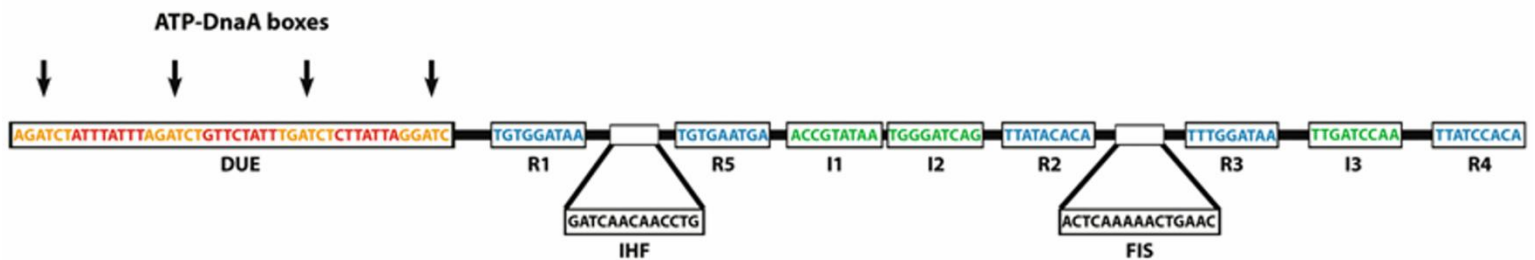 ATP-DnaA boxes
AGATCTATTTATTTAGATCTGTTCTATTTGATCTCTTATTAGGATC TGTGGATAA TGTGAATGA ACCGTATAA TGGGATCAG TTATACACA TTTGGATAA TTGATCCAA TTATCCACA
DUE R1 R5 I1 I2 R2 R3 I3 R4
GATCAACAACCTG ACTCAAAAACTGAAC
IHF FIS